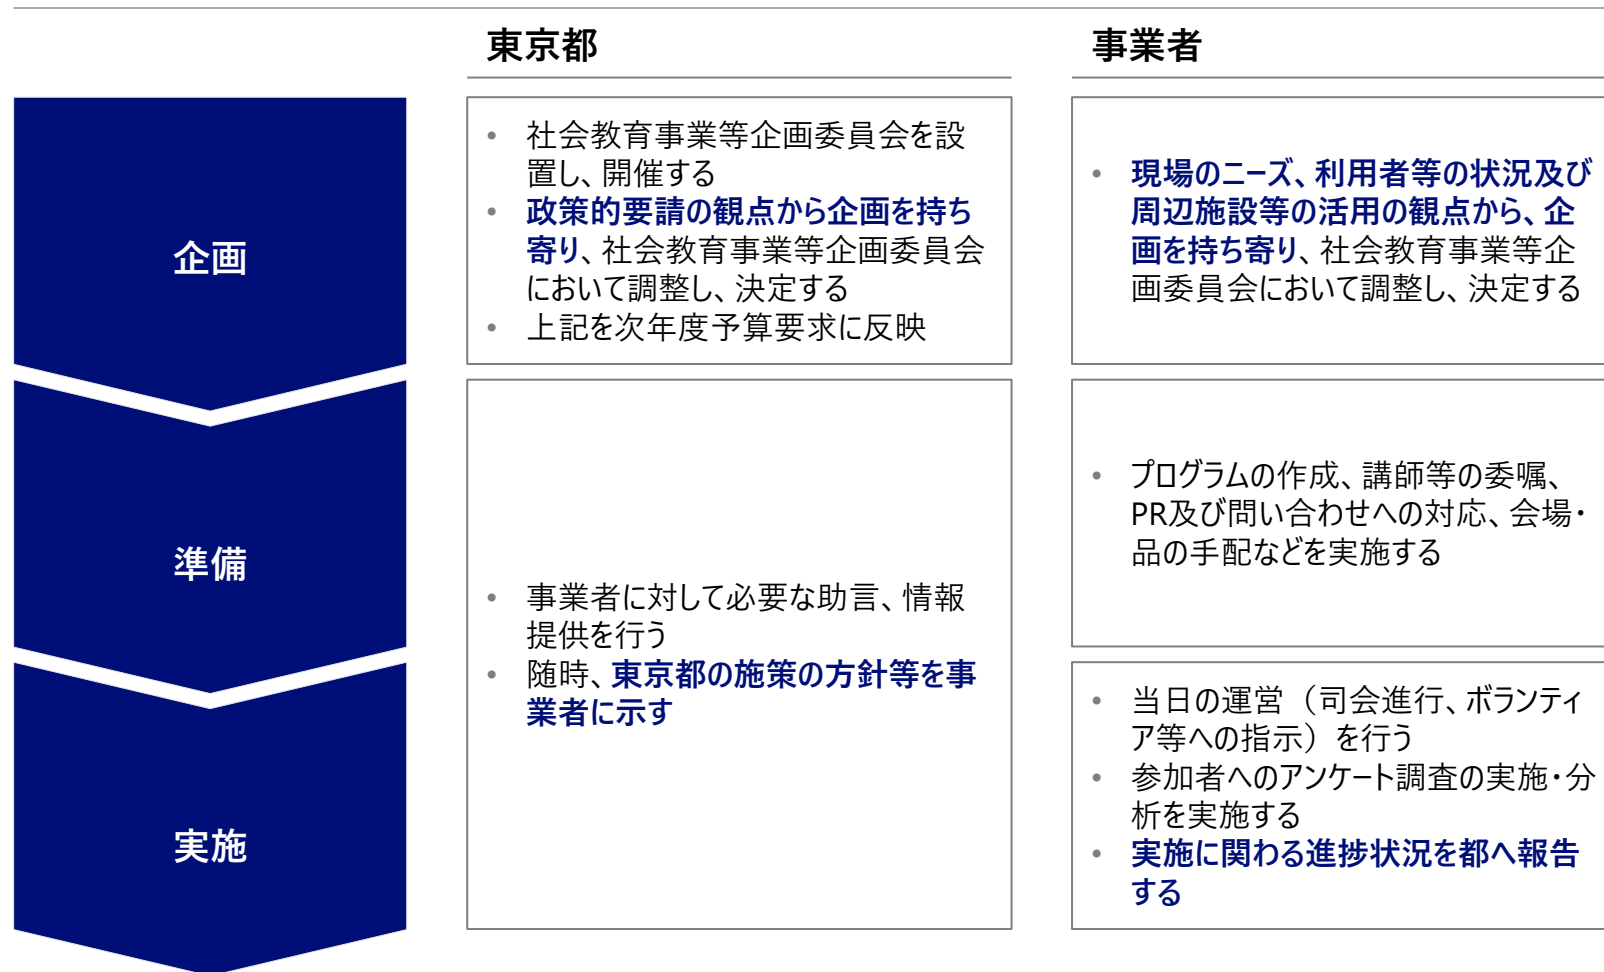 東京都
事業者
企画
• 社会教育事業等企画委員会を設
置し、開催する
• 政策的要請の観点から企画を持ち
寄り、社会教育事業等企画委員会
において調整し、決定する
• 上記を次年度予算要求に反映
• 現場のニーズ、利用者等の状況及び
周辺施設等の活用の観点から、企
画を持ち寄り、社会教育事業等企
画委員会において調整し、決定する
準備
• プログラムの作成、講師等の委嘱、
PR及び問い合わせへの対応、会場・
品の手配などを実施する
• 事業者に対して必要な助言、情報
提供を行う
• 随時、東京都の施策の方針等を事
業者に示す
実施
• 当日の運営（司会進行、ボランティ
ア等への指示）を行う
• 参加者へのアンケート調査の実施・分
析を実施する
• 実施に関わる進捗状況を都へ報告
する